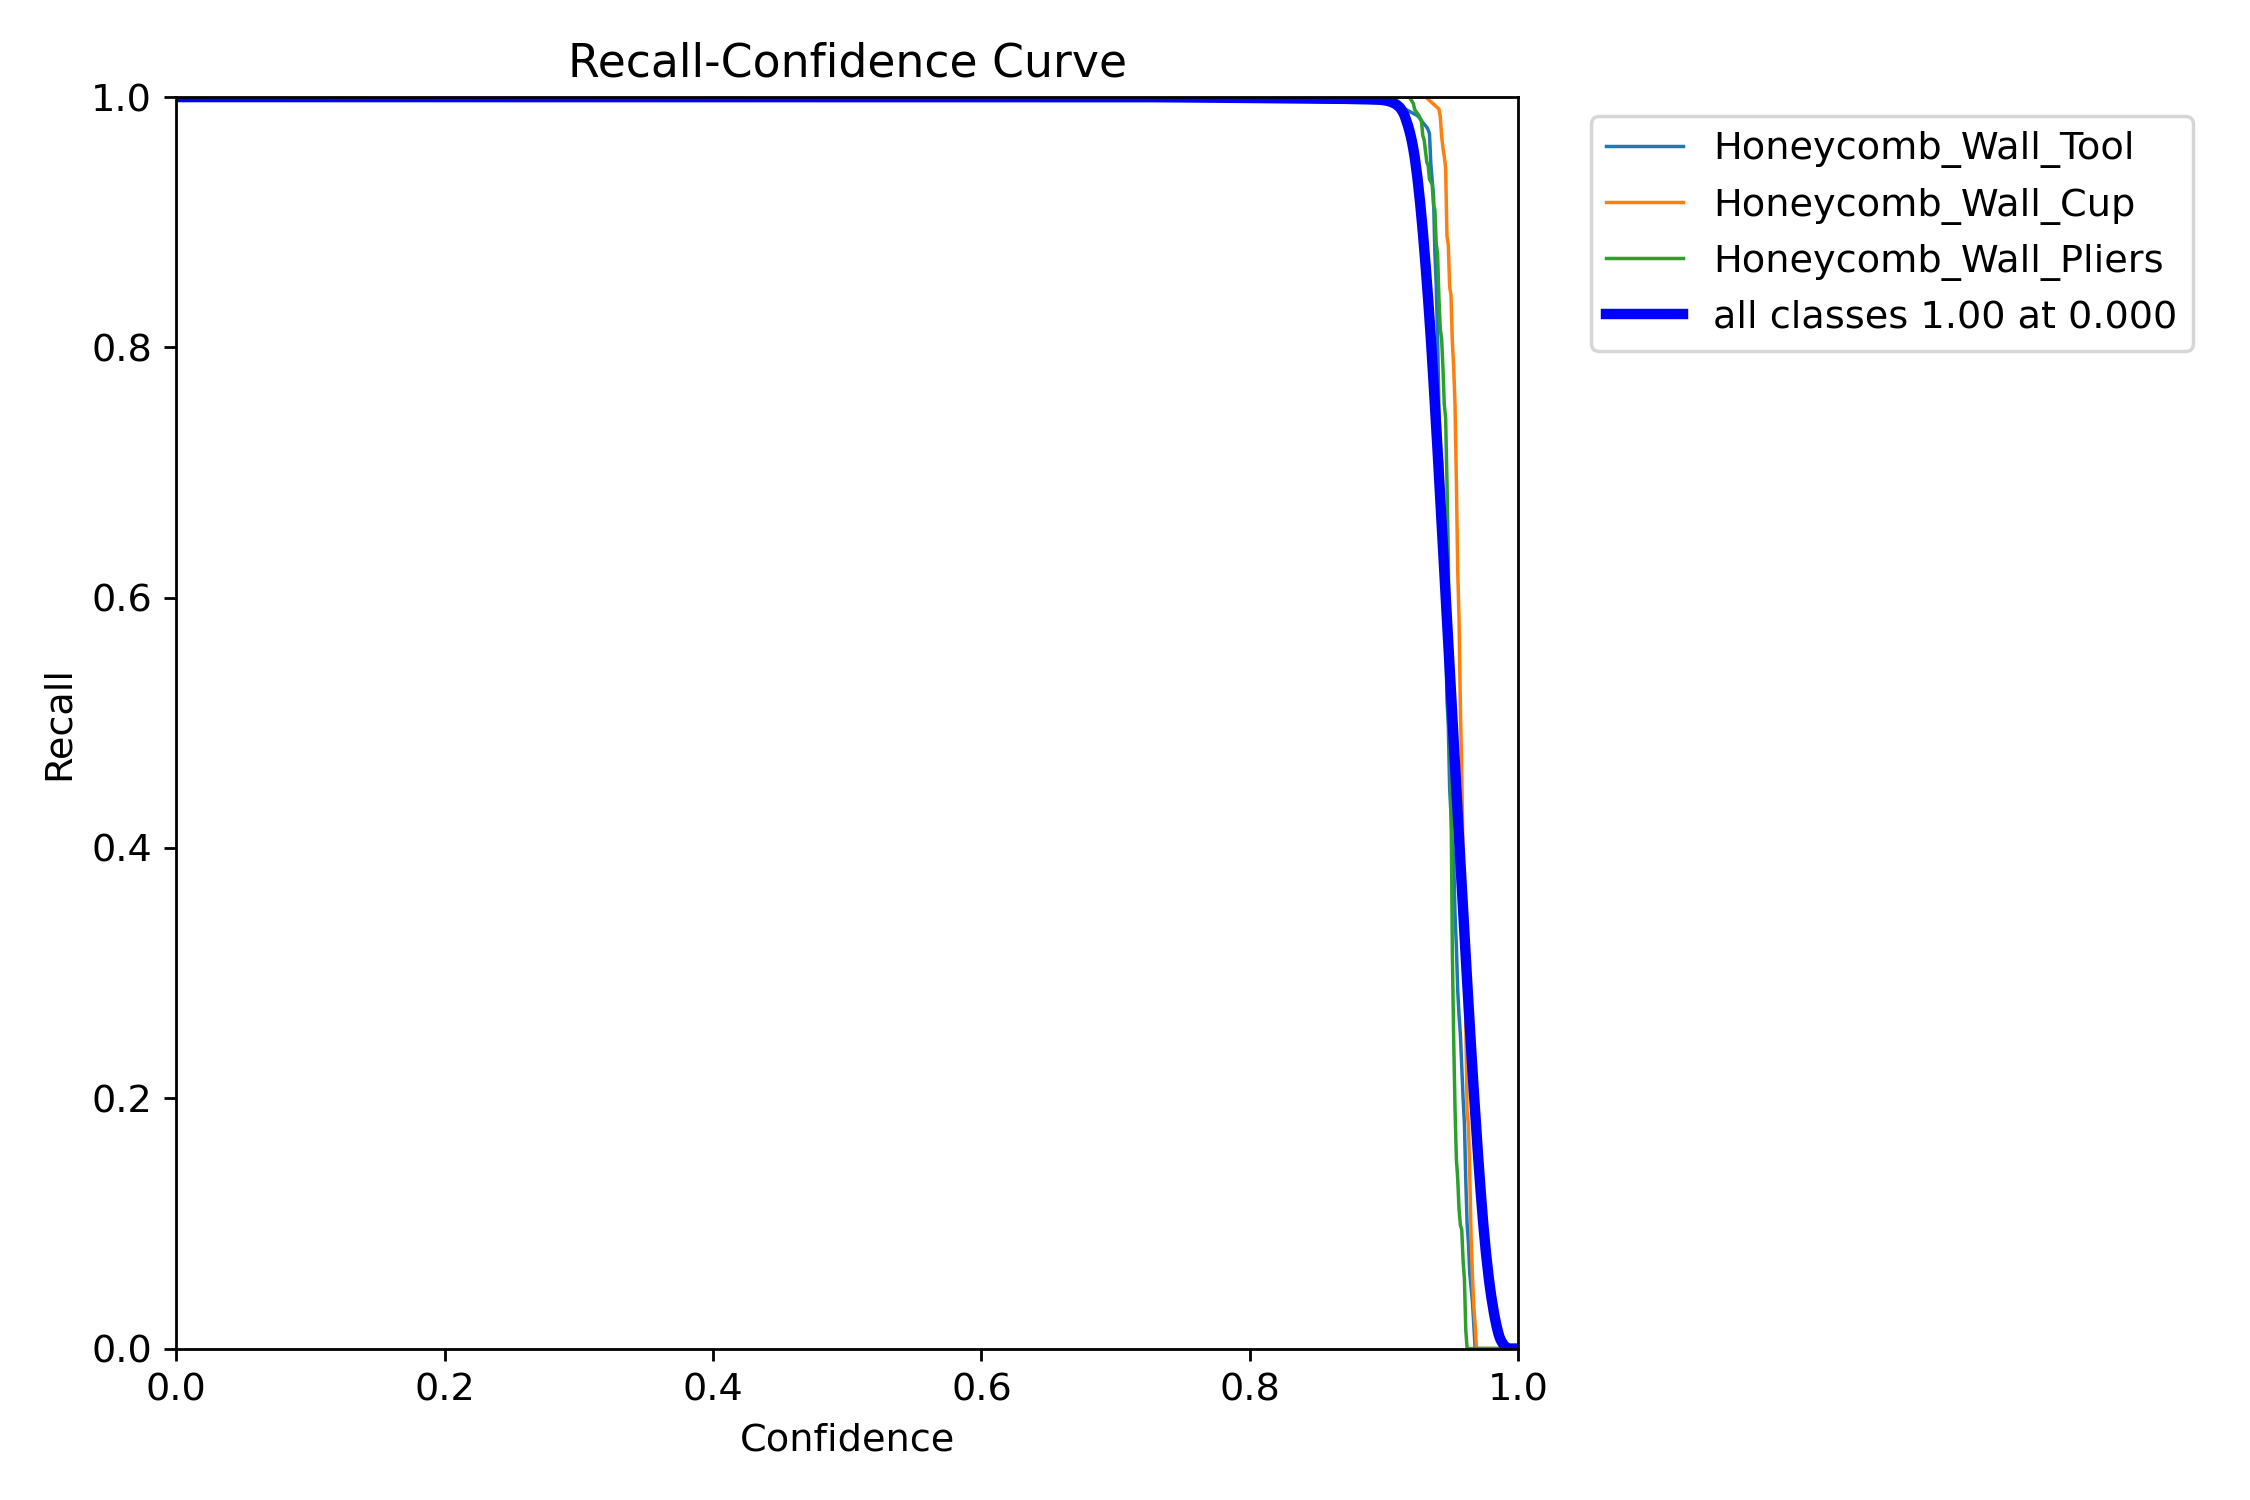 Recall-Confidence Curve
1.0
0.8
0.6
0.4
0.2
0.0
Recall
0.0 0.2 0.4 0.6 0.8 1.0
Confidence
Honeycomb_Wall_Tool
Honeycomb_Wall_Cup
Honeycomb_Wall_Pliers
all classes 1.00 at 0.000